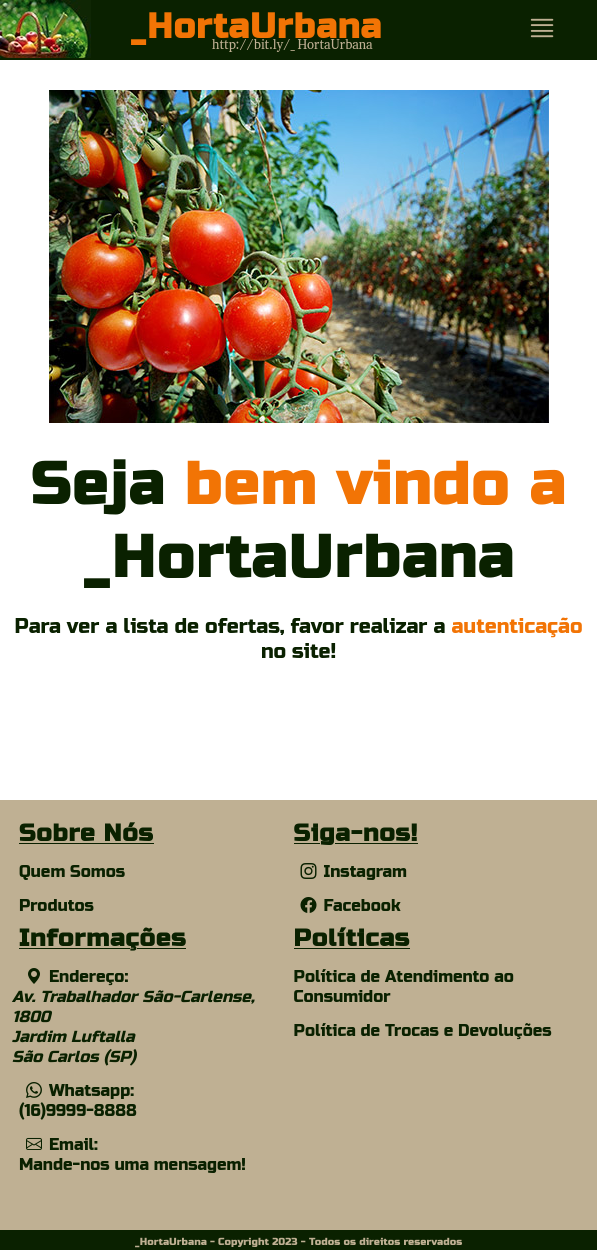 _HortaUrbana
http://bit.ly/_HortaUrbana
Seja bem vindo a
_HortaUrbana
Para ver a lista de ofertas, favor realizar a autenticação
no site!
Sobre Nós
Quem Somos
Produtos
Siga-nos!
Instagram
Facebook
Informações
Endereço:
Av. Trabalhador São-Carlense,
1800
Jardim Luftalla
São Carlos (SP)
Whatsapp:
(16)9999-8888
Email:
Mande-nos uma mensagem!
Políticas
Política de Atendimento ao
Consumidor
Política de Trocas e Devoluções
_HortaUrbana - Copyright 2023 - Todos os direitos reservados